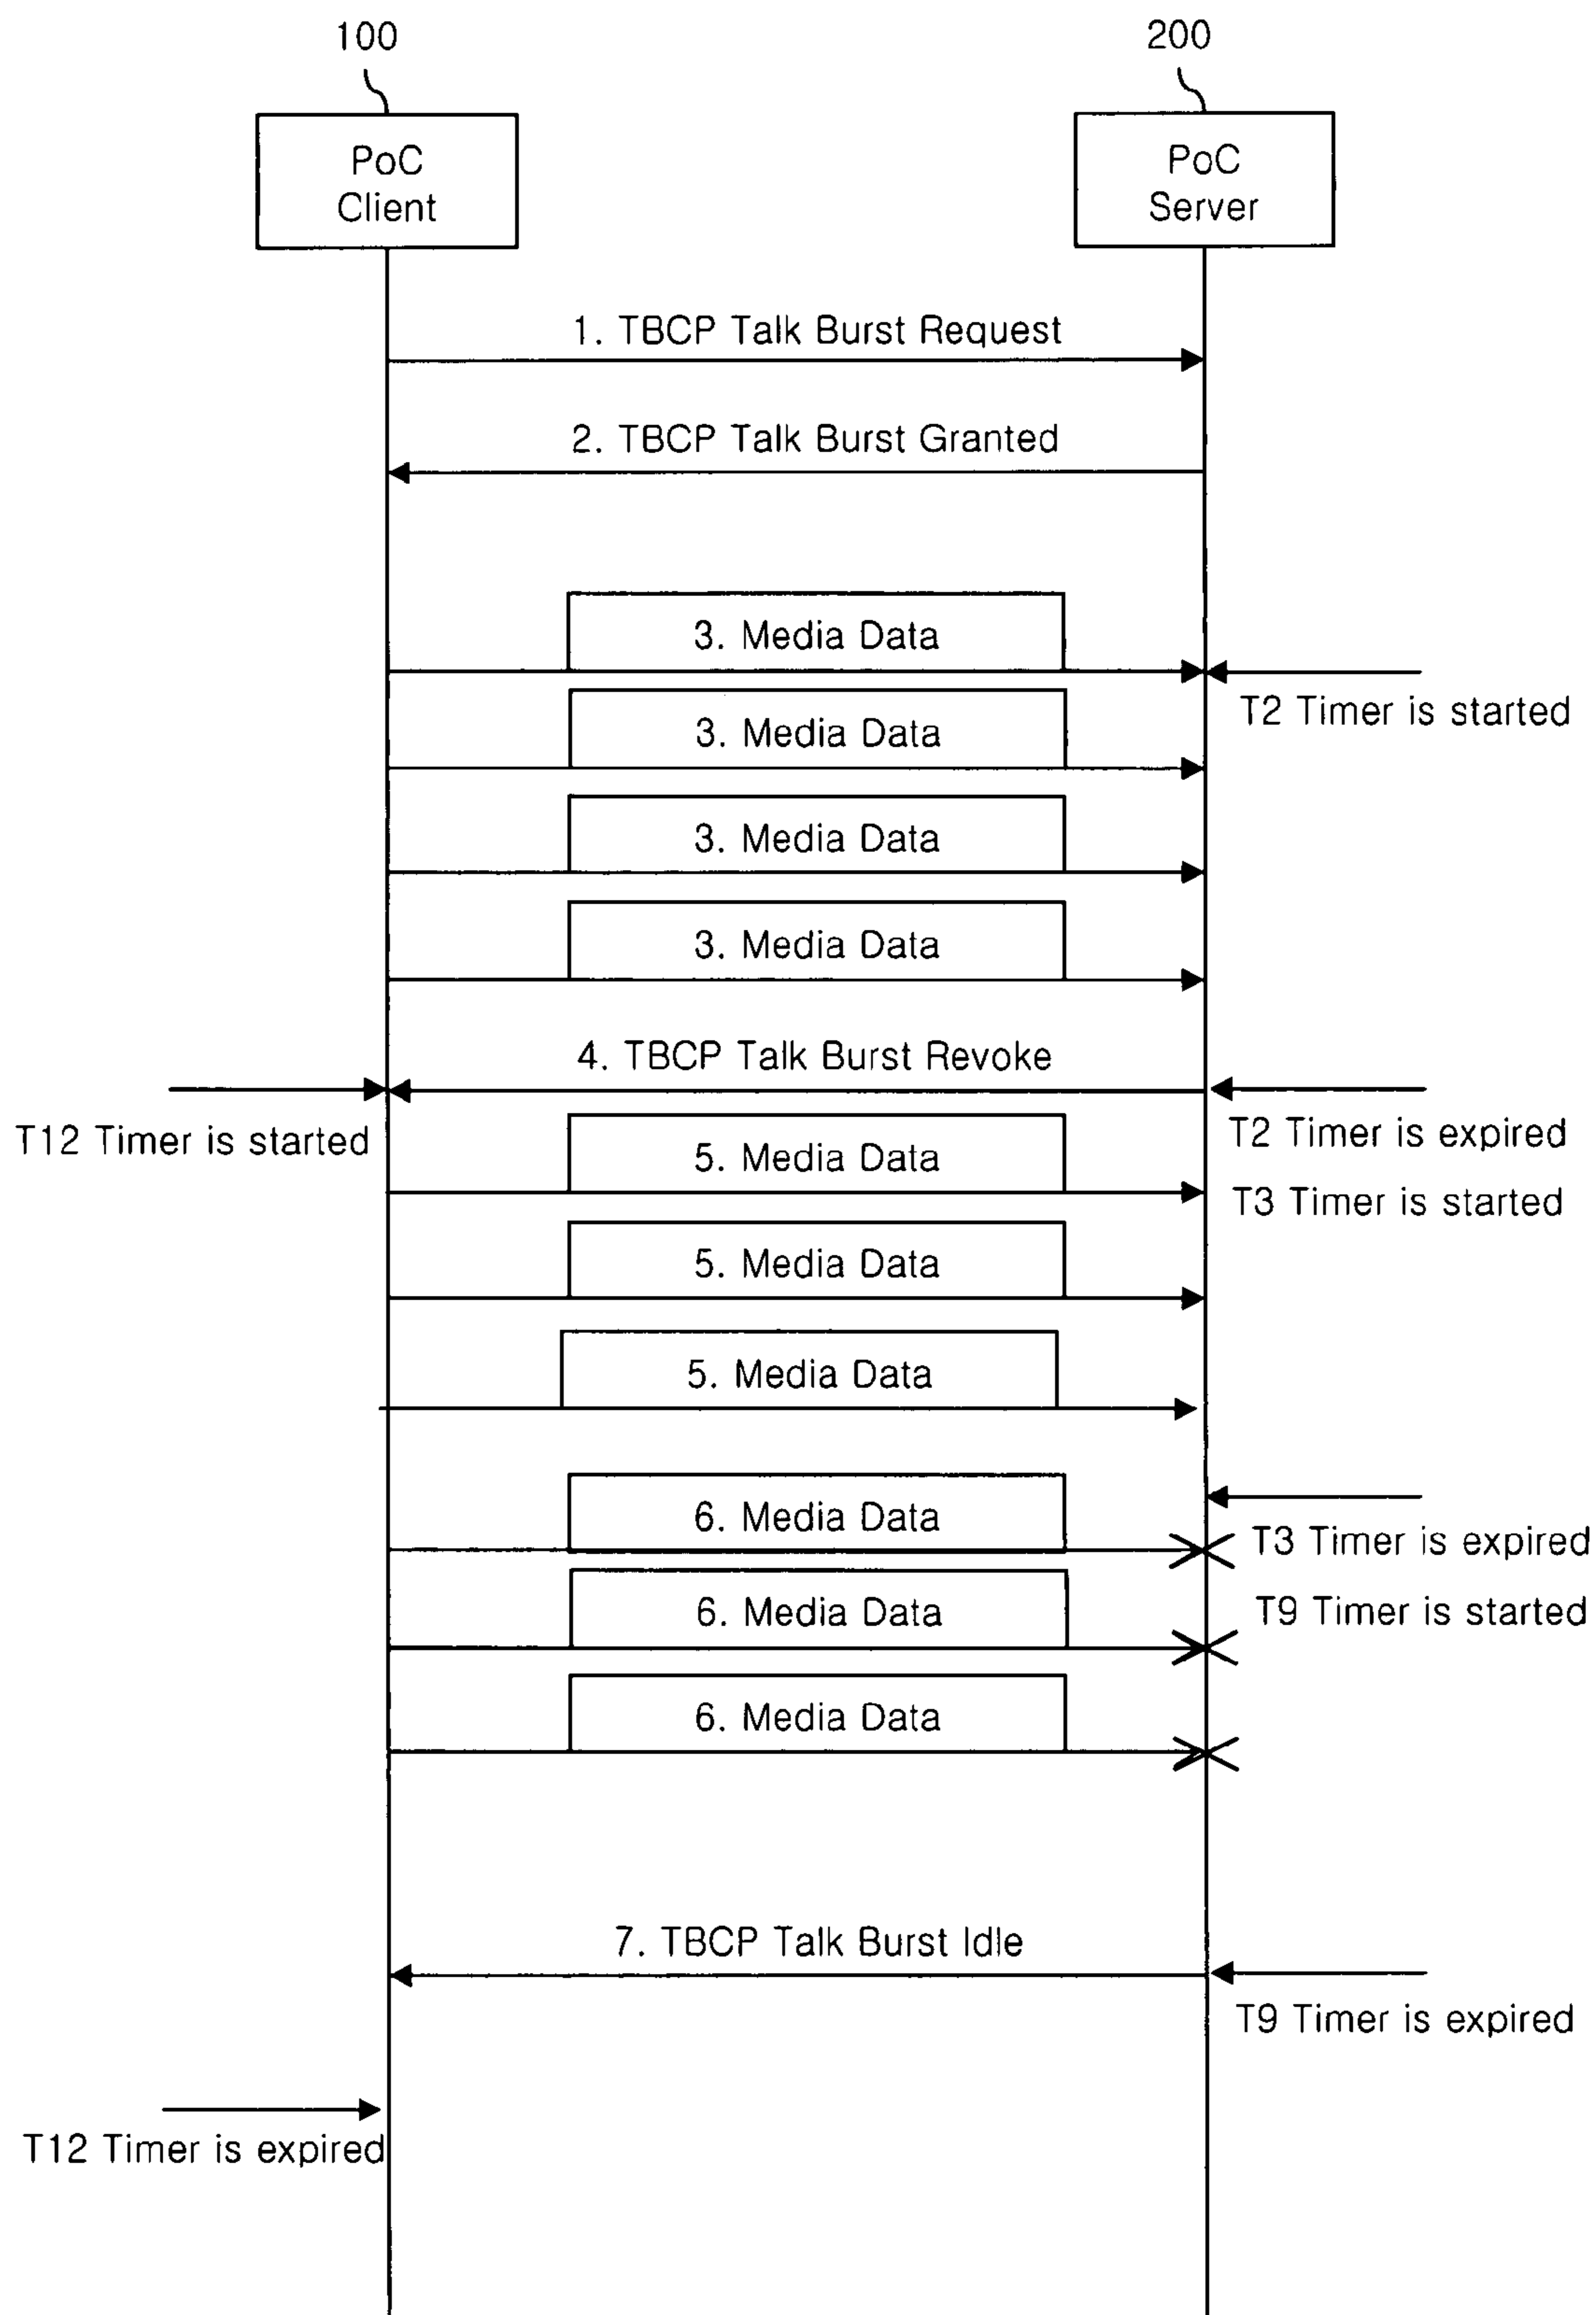 100
200
PoC
Client
PoC
Server
1. TBCP Talk Burst Request
2. TBCP Talk Burst Granted
3. Media Data
T2 Timer is started
3. Media Data
3. Media Data
3. Media Data
4. TBCP Talk Burst Revoke
T12 Timer is started
T2 Timer is expired
5. Media Data
T3 Timer is started
5. Media Data
5. Media Data
6. Media Data
T3 Timer is expired
6. Media Data
T9 Timer is started
6. Media Data
7. TBCP Talk Burst Idle
T9 Timer is expired
T12 Timer is expired